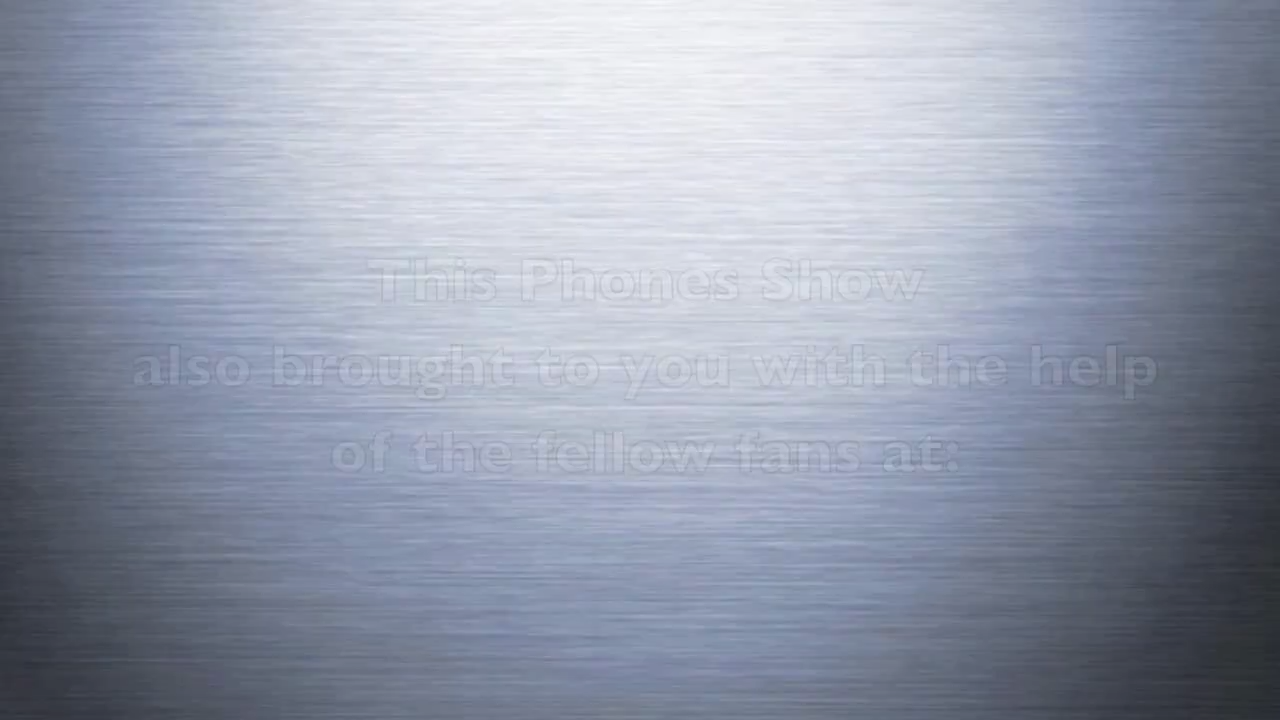 This Phones Show
also brought to you with the help
of the fellow fans at: